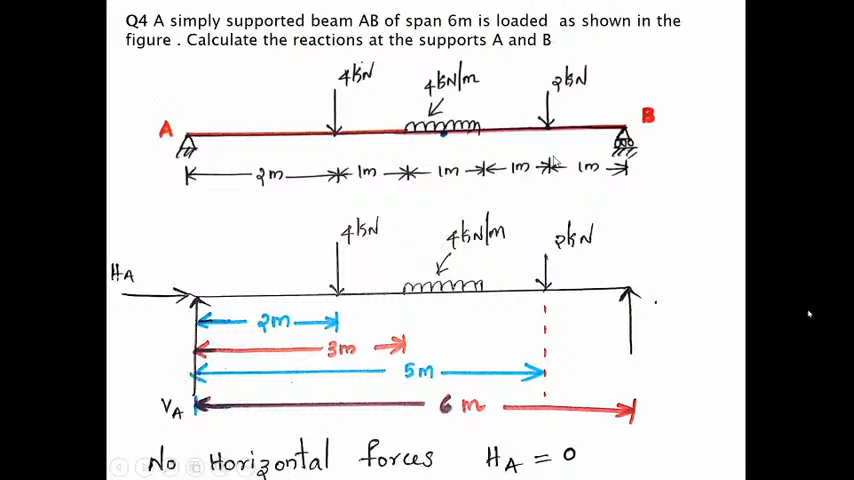 Q4 A simply supported beam AB of span 6m is loaded as shown in the
figure . Calculate the reactions at the supports A and B
4kN 4kN/m 2kN
A B
2m 1m 1m 1m 1m
4kN 4kN/m 2kN
HA
2m
3m
5m
VA 6 m
No Horizontal forces HA = 0